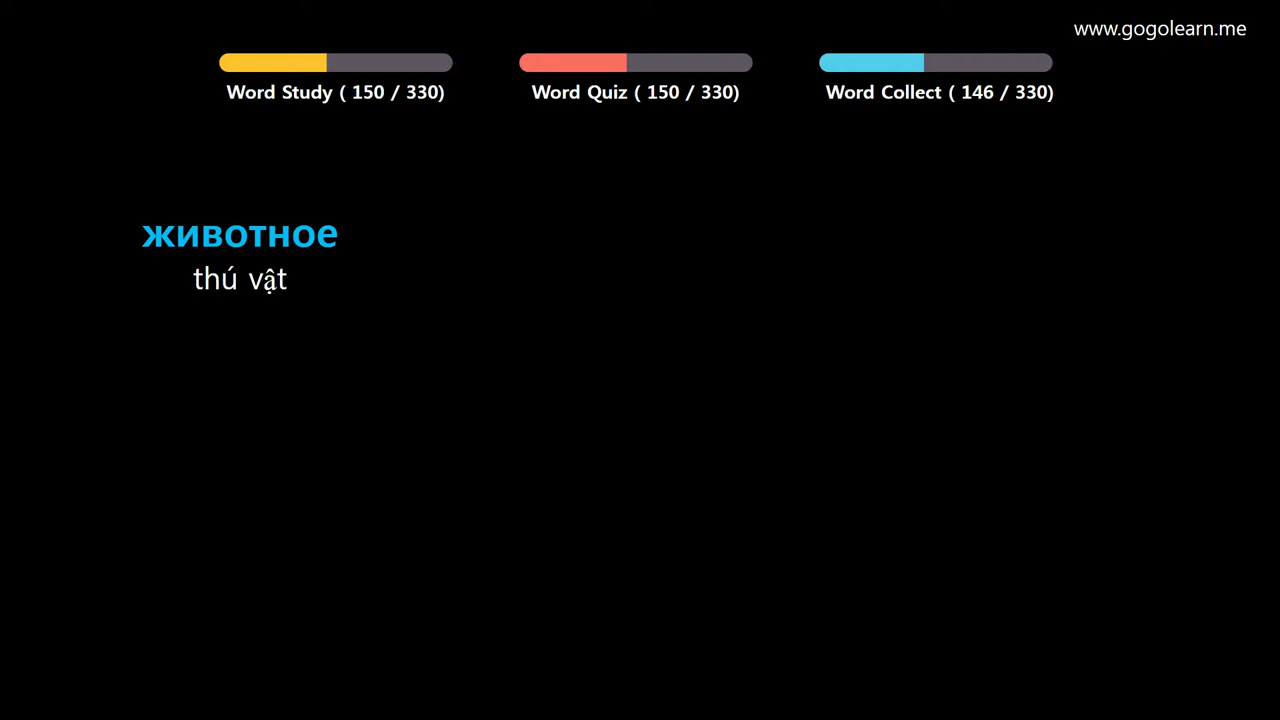 www.gogolearn.me
Word Study ( 150 / 330)
Word Quiz ( 150 / 330)
Word Collect ( 146 / 330)
животное
thú vật